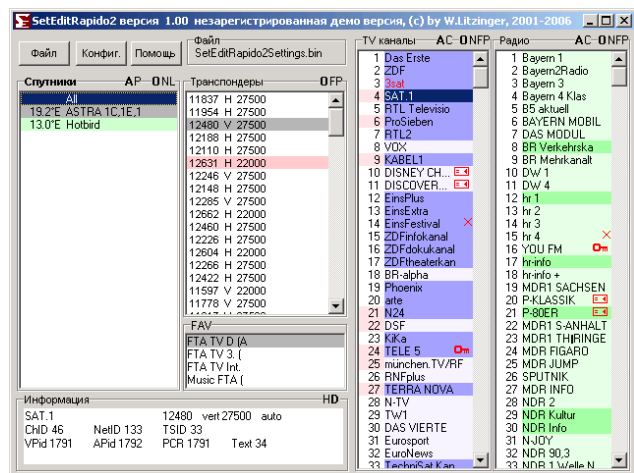 SetEditRapido2 версия 1.00 незарегистрированная демо версия, (c) by W.Litzinger, 2001-2006
Файл
Конфиг.
Помощь
Файл
SetEditRapido2Settings.bin
Спутники AP ONL
All
19.2°E ASTRA 1C,1E,1
13.0°E Hotbird
Транспондеры OFP
11837 H 27500
11954 H 27500
12480 V 27500
12188 H 27500
12110 H 27500
12631 H 22000
12246 V 27500
12148 H 27500
12285 V 27500
12662 H 22000
12460 H 27500
12226 H 27500
12604 H 22000
12266 H 27500
12422 H 27500
11597 V 22000
11778 V 27500
FAV
FTA TV D (A
FTA TV 3. (
FTA TV Int.
Music FTA (
Информация HD
SAT.1 12480 vert 27500 auto
ChID 46 NetID 133 TSID 33
VPid 1791 APid 1792 PCR 1791 Text 34
TV каналы AC ONFP
1 Das Erste
2 ZDF
3 3sat
4 SAT.1
5 RTL Televisio
6 ProSieben
7 RTL2
8 VOX
9 KABEL1
10 DISNEY CH...
11 DISCOVER...
12 EinsPlus
13 EinsExtra
14 EinsFestival
15 ZDFinfokanal
16 ZDFdokukanal
17 ZDFtheaterkan
18 BR-alpha
19 Phoenix
20 arte
21 N24
22 DSF
23 KiKa
24 TELE 5
25 münchen.TV/RF
26 RNFplus
27 TERRA NOVA
28 N-TV
29 TW1
30 DAS VIERTE
31 Eurosport
32 EuroNews
33 TechniSat Kan
Радио AC ONFP
1 Bayern 1
2 Bayern2Radio
3 Bayern 3
4 Bayern 4 Klas
5 B5 aktuell
6 BAYERN MOBIL
7 DAS MODUL
8 BR Verkehrska
9 BR Mehrkanalt
10 DW 1
11 DW 4
12 hr 1
13 hr 2
14 hr 3
15 hr 4
16 YOU FM
17 hr-info
18 hr-info +
19 MDR1 SACHSEN
20 P-KLASSIK
21 P-80ER
22 MDR1 S-ANHALT
23 MDR1 THIRINGE
24 MDR FIGARO
25 MDR JUMP
26 SPUTNIK
27 MDR INFO
28 NDR 2
29 NDR Kultur
30 NDR Info
31 N-JOY
32 NDR 90,3
33 NDR 1 Welle N